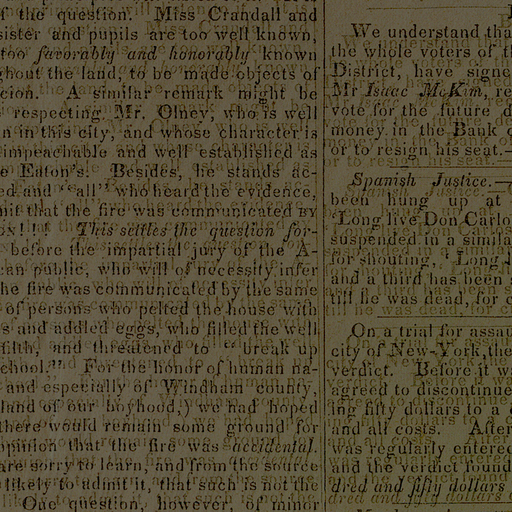 f the question. Miss Crandall and
sister and pupils are too well known,
too favorably and honorably known
ghout the land, to be made objects of
cion. A similar remark might be
respecting Mr. Olney, who is well
n in this city, and whose character is
impeachable and well established as
e Eaton's. Besides, he stands ac-
ed and "all" who heard the evidence,
mit that the fire was communicated BY
ON!!! This settles the question for-
before the impartial jury of the A-
can public, who will of necessity infer
he fire was communicated by the same
of persons who pelted the house with
s and addled eggs, who filled the well
filth, and threatened to "break up
chool." For the honor of human na-
and especially of Windham county,
land of our boyhood,) we had hoped
there would remain some ground for
opinion that the fire was accidental.
are sorry to learn, and from the source
likely to admit it, that such is not the
One question, however, of minor
We understand tha
the whole voters of t
District, have signe
Mr Isaac McKim, re
vote for the future d
money in the Bank o
or to resign his seat.—
Spanish Justice.—
been hung up at
'Long live Don Carlo
suspended in a simila
for shouting, 'Long l
and a third has been s
till he was dead, for c
On a trial for assau
city of New-York, the
verdict. Before it w
agreed to discontinue
ing fifty dollars to a c
and all costs. After
was regularly entered
and the verdict found
dred and fifty dollars